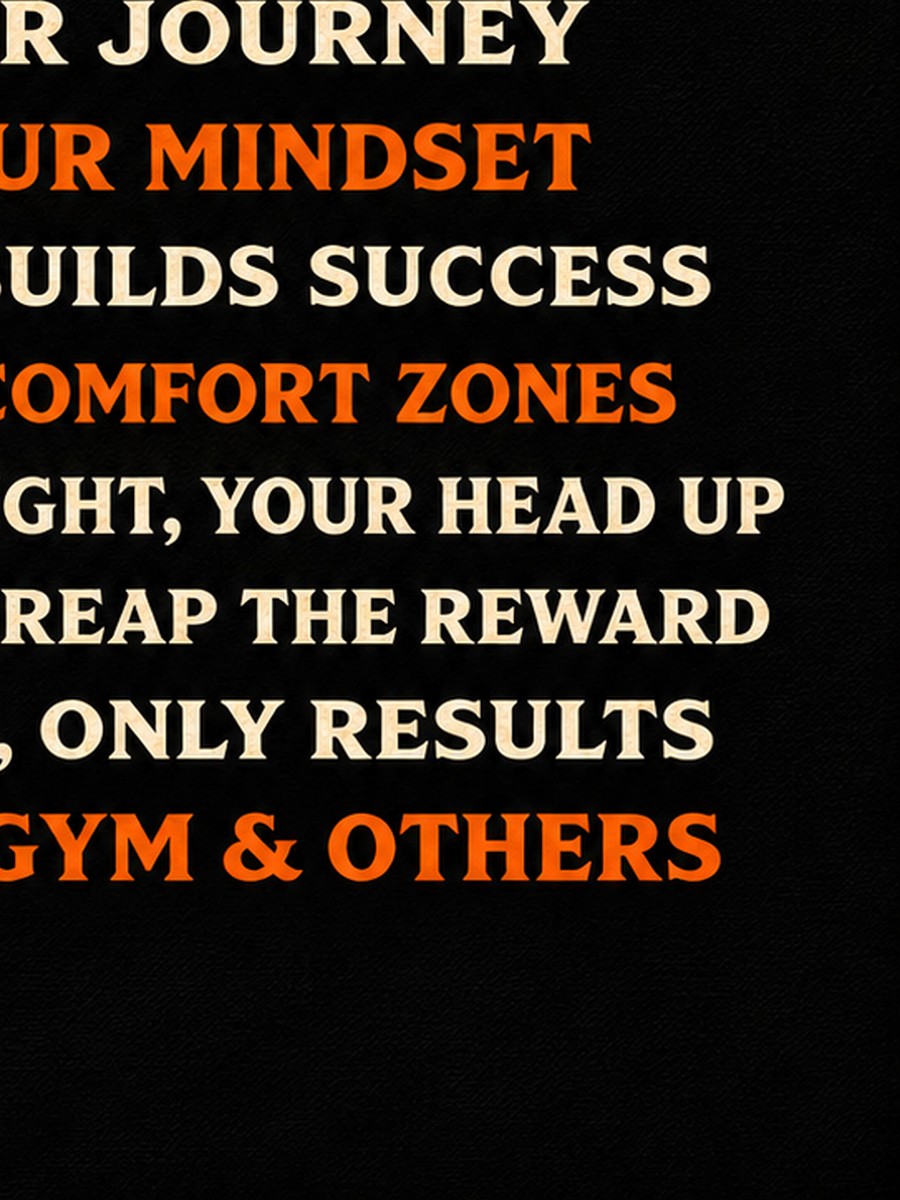 R JOURNEY
UR MINDSET
UILDS SUCCESS
COMFORT ZONES
GHT, YOUR HEAD UP
REAP THE REWARD
, ONLY RESULTS
GYM & OTHERS